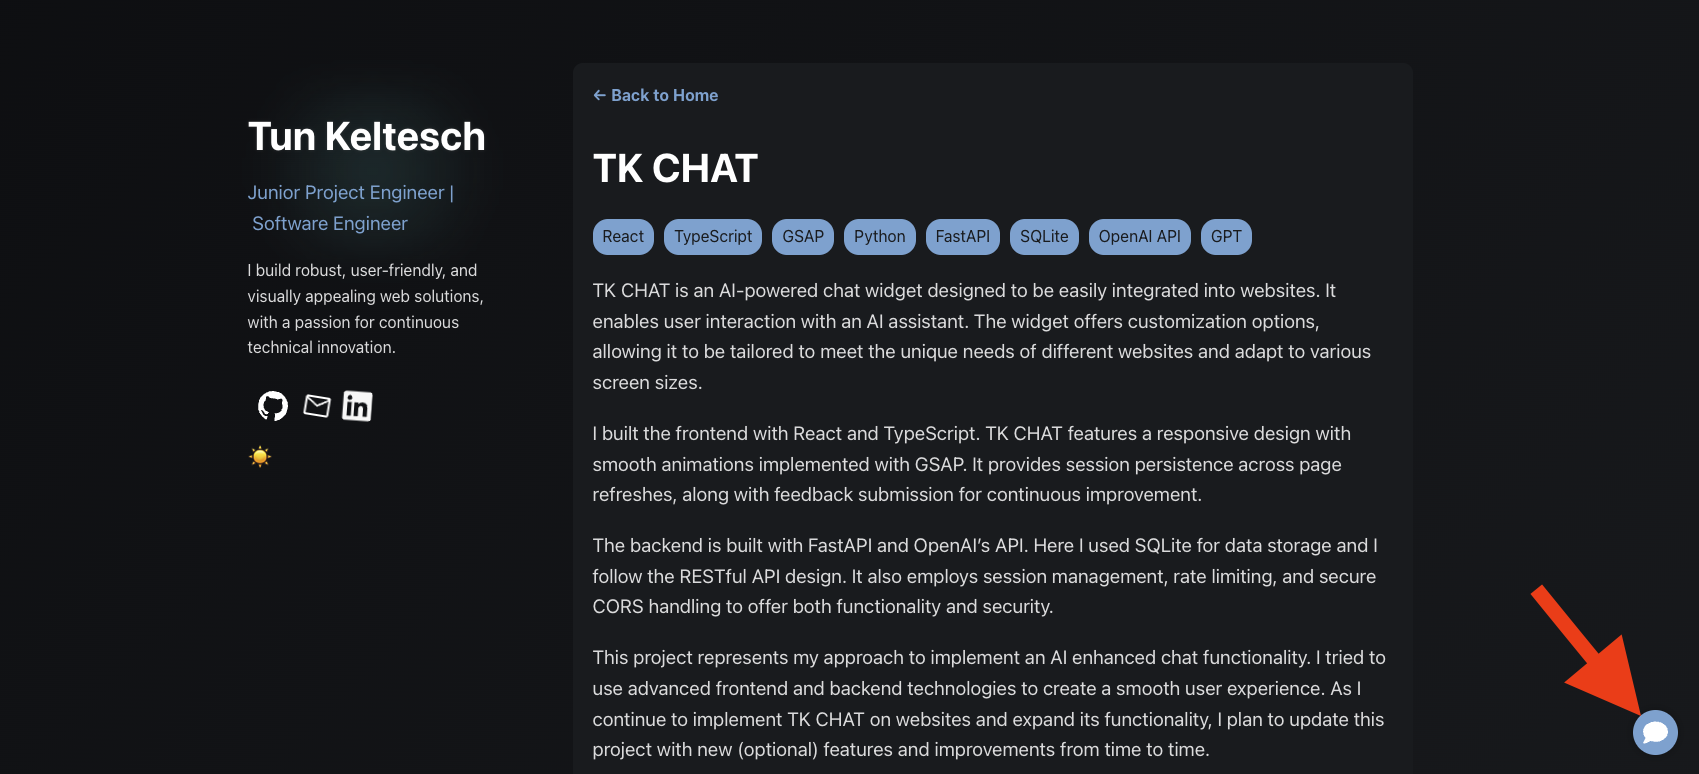 Tun Keltesch
Junior Project Engineer |
Software Engineer
I build robust, user-friendly, and
visually appealing web solutions,
with a passion for continuous
technical innovation.
in
← Back to Home
TK CHAT
React TypeScript GSAP Python FastAPI SQLite OpenAI API GPT
TK CHAT is an AI-powered chat widget designed to be easily integrated into websites. It
enables user interaction with an AI assistant. The widget offers customization options,
allowing it to be tailored to meet the unique needs of different websites and adapt to various
screen sizes.
I built the frontend with React and TypeScript. TK CHAT features a responsive design with
smooth animations implemented with GSAP. It provides session persistence across page
refreshes, along with feedback submission for continuous improvement.
The backend is built with FastAPI and OpenAI’s API. Here I used SQLite for data storage and I
follow the RESTful API design. It also employs session management, rate limiting, and secure
CORS handling to offer both functionality and security.
This project represents my approach to implement an AI enhanced chat functionality. I tried to
use advanced frontend and backend technologies to create a smooth user experience. As I
continue to implement TK CHAT on websites and expand its functionality, I plan to update this
project with new (optional) features and improvements from time to time.